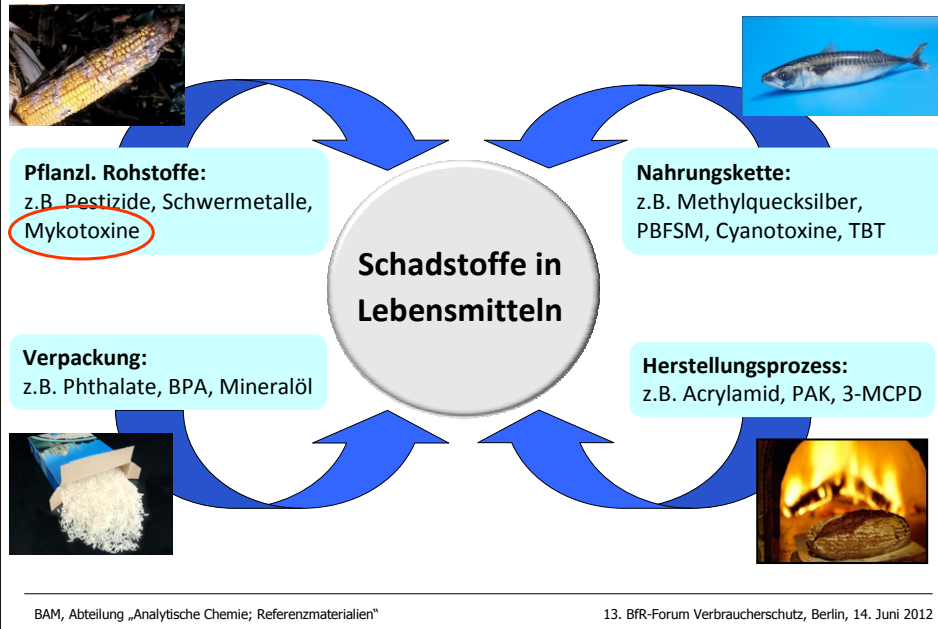 Pflanzl. Rohstoffe:
z.B. Pestizide, Schwermetalle,
Mykotoxine
Nahrungskette:
z.B. Methylquecksilber,
PBFSM, Cyanotoxine, TBT
Schadstoffe in
Lebensmitteln
Verpackung:
z.B. Phthalate, BPA, Mineralöl
Herstellungsprozess:
z.B. Acrylamid, PAK, 3-MCPD
BAM, Abteilung „Analytische Chemie; Referenzmaterialien“
13. BfR-Forum Verbraucherschutz, Berlin, 14. Juni 2012